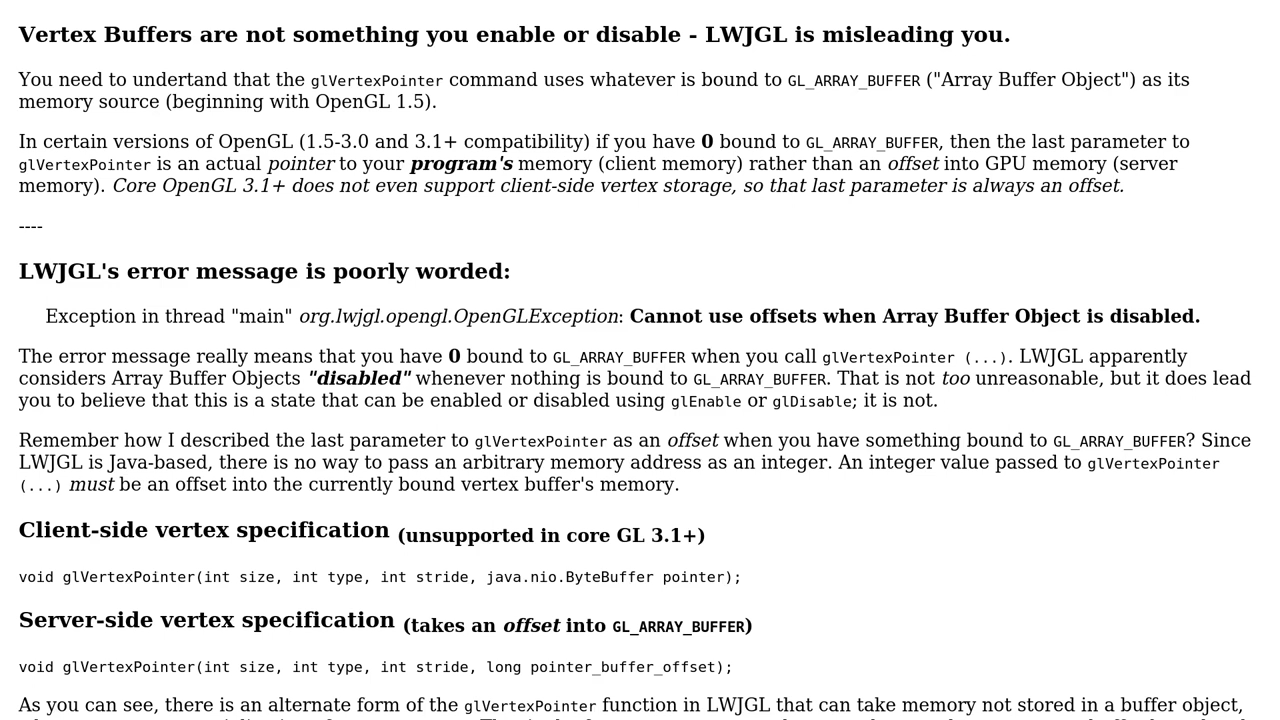 Vertex Buffers are not something you enable or disable - LWJGL is misleading you.
You need to undertand that the glVertexPointer command uses whatever is bound to GL_ARRAY_BUFFER ("Array Buffer Object") as its
memory source (beginning with OpenGL 1.5).
In certain versions of OpenGL (1.5-3.0 and 3.1+ compatibility) if you have 0 bound to GL_ARRAY_BUFFER, then the last parameter to
glVertexPointer is an actual pointer to your program's memory (client memory) rather than an offset into GPU memory (server
memory). Core OpenGL 3.1+ does not even support client-side vertex storage, so that last parameter is always an offset.
----
LWJGL's error message is poorly worded:
Exception in thread "main" org.lwjgl.opengl.OpenGLException: Cannot use offsets when Array Buffer Object is disabled.
The error message really means that you have 0 bound to GL_ARRAY_BUFFER when you call glVertexPointer (...). LWJGL apparently
considers Array Buffer Objects "disabled" whenever nothing is bound to GL_ARRAY_BUFFER. That is not too unreasonable, but it does lead
you to believe that this is a state that can be enabled or disabled using glEnable or glDisable; it is not.
Remember how I described the last parameter to glVertexPointer as an offset when you have something bound to GL_ARRAY_BUFFER? Since
LWJGL is Java-based, there is no way to pass an arbitrary memory address as an integer. An integer value passed to glVertexPointer
(...) must be an offset into the currently bound vertex buffer's memory.
Client-side vertex specification (unsupported in core GL 3.1+)
void glVertexPointer(int size, int type, int stride, java.nio.ByteBuffer pointer);
Server-side vertex specification (takes an offset into GL_ARRAY_BUFFER)
void glVertexPointer(int size, int type, int stride, long pointer_buffer_offset);
As you can see, there is an alternate form of the glVertexPointer function in LWJGL that can take memory not stored in a buffer object,